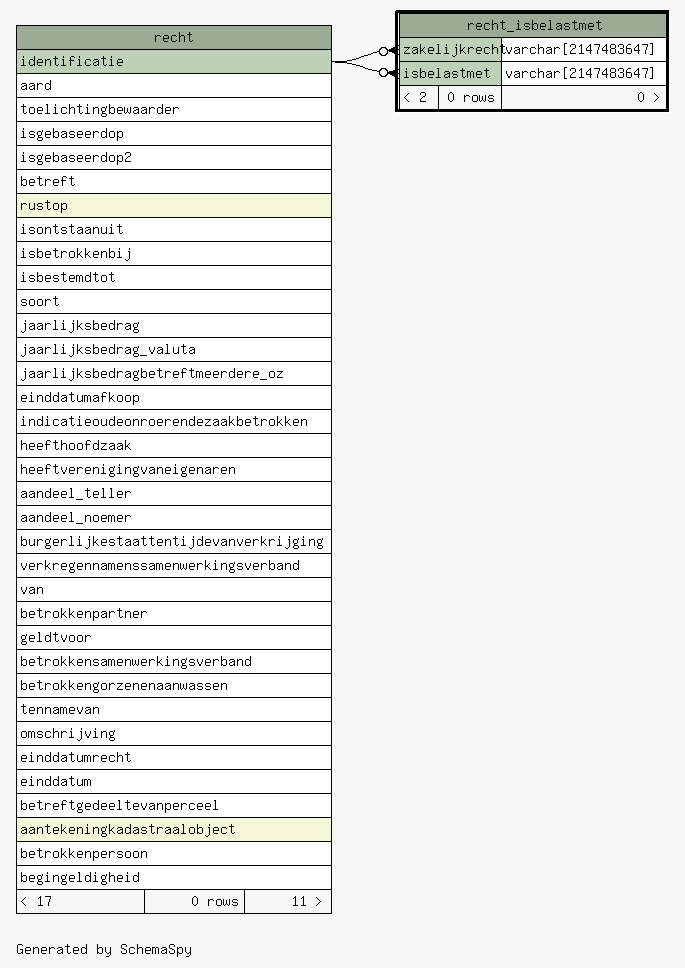 recht
identificatie
aard
toelichtingbewaarder
isgebaseerdop
isgebaseerdop2
betreft
rustop
isontstaanuit
isbetrokkenbij
isbestemdtot
soort
jaarlijksbedrag
jaarlijksbedrag_valuta
jaarlijksbedragbetreftmeerdere_oz
einddatumafkoop
indicatieoudeonroerendezaakbetrokken
heefthoofdzaak
heeftverenigingvaneigenaren
aandeel_teller
aandeel_noemer
burgerlijkestaattentijdevanverkrijging
verkregennamenssamenwerkingsverband
van
betrokkenpartner
geldtvoor
betrokkensamenwerkingsverband
betrokkengorzenenaanwassen
tennamevan
omschrijving
einddatumrecht
einddatum
betreftgedeeltevanperceel
aantekeningkadastraalobject
betrokkenpersoon
begingeldigheid
< 17 0 rows 11 >
recht_isbelastmet
zakelijkrecht varchar[2147483647]
isbelastmet varchar[2147483647]
< 2 0 rows 0 >
Generated by SchemaSpy